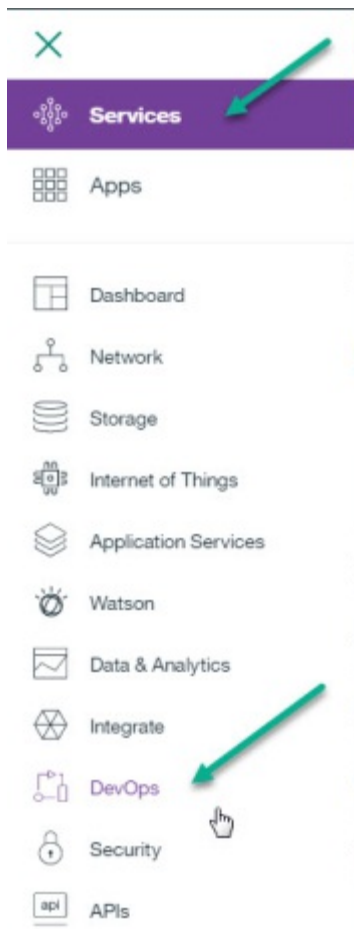 Services
Apps
Dashboard
Network
Storage
Internet of Things
Application Services
Watson
Data & Analytics
Integrate
DevOps
Security
api APIs